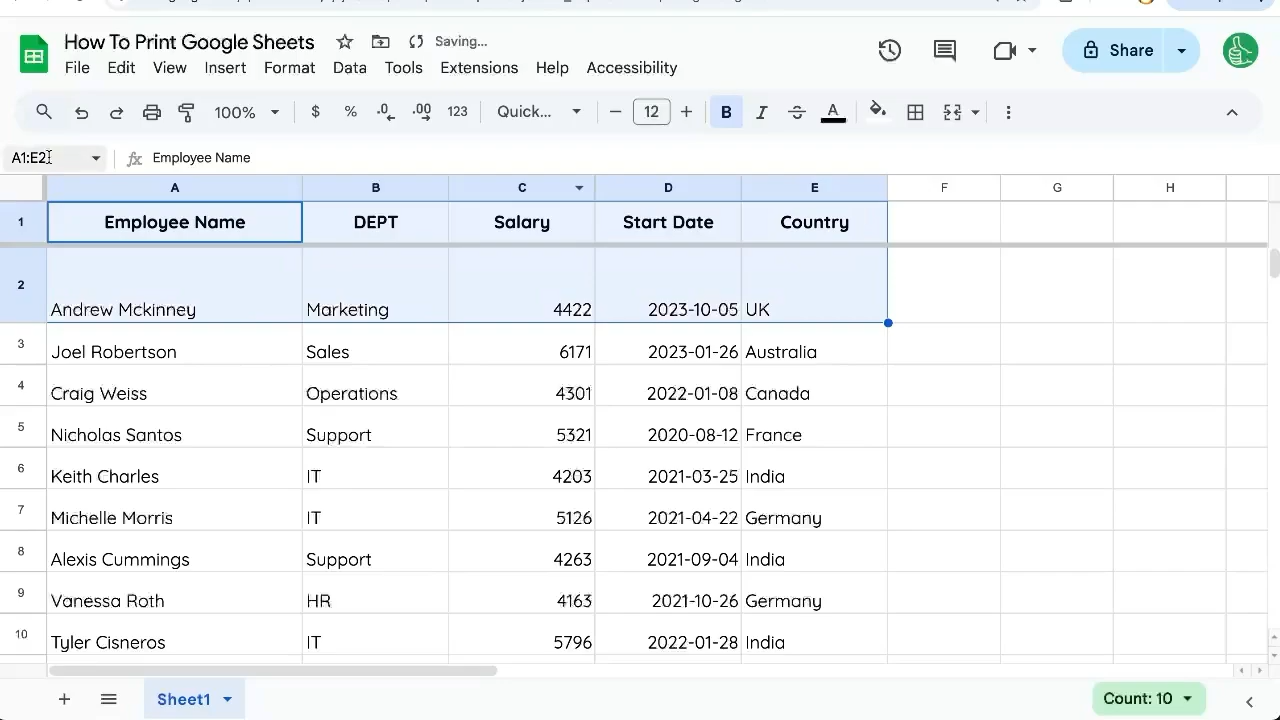 How To Print Google Sheets Saving...
File Edit View Insert Format Data Tools Extensions Help Accessibility
Share
100% $ % .0 .00 123 Quick... − 12 + B I S A
A1:E2 fx Employee Name
A B C D E F G H
1 Employee Name DEPT Salary Start Date Country
2 Andrew Mckinney Marketing 4422 2023-10-05 UK
3 Joel Robertson Sales 6171 2023-01-26 Australia
4 Craig Weiss Operations 4301 2022-01-08 Canada
5 Nicholas Santos Support 5321 2020-08-12 France
6 Keith Charles IT 4203 2021-03-25 India
7 Michelle Morris IT 5126 2021-04-22 Germany
8 Alexis Cummings Support 4263 2021-09-04 India
9 Vanessa Roth HR 4163 2021-10-26 Germany
10 Tyler Cisneros IT 5796 2022-01-28 India
+ Sheet1 Count: 10